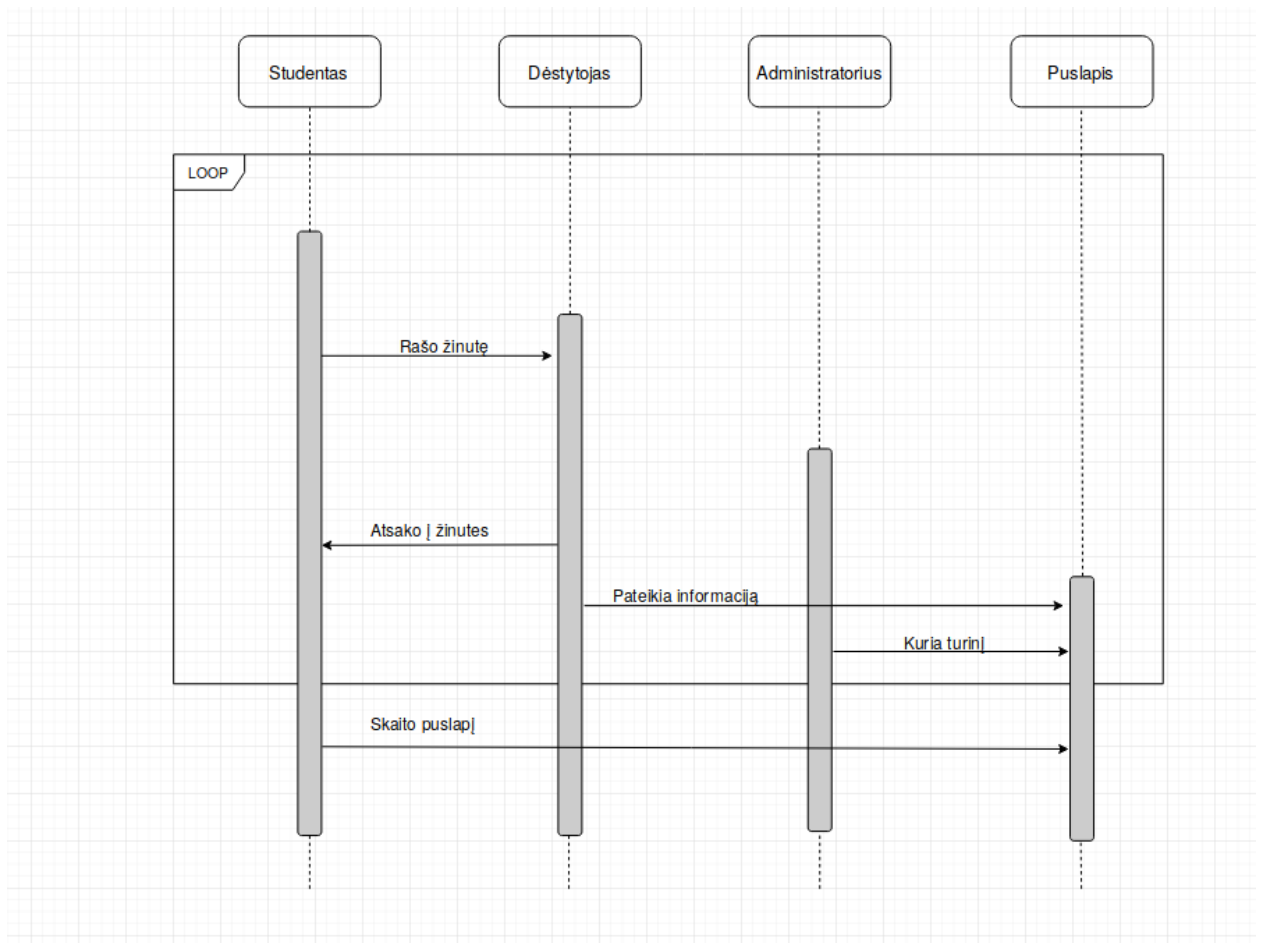 Studentas
Dėstytojas
Administratorius
Puslapis
LOOP
Rašo žinutę
Atsako į žinutes
Pateikia informaciją
Kuria turinį
Skaito puslapį